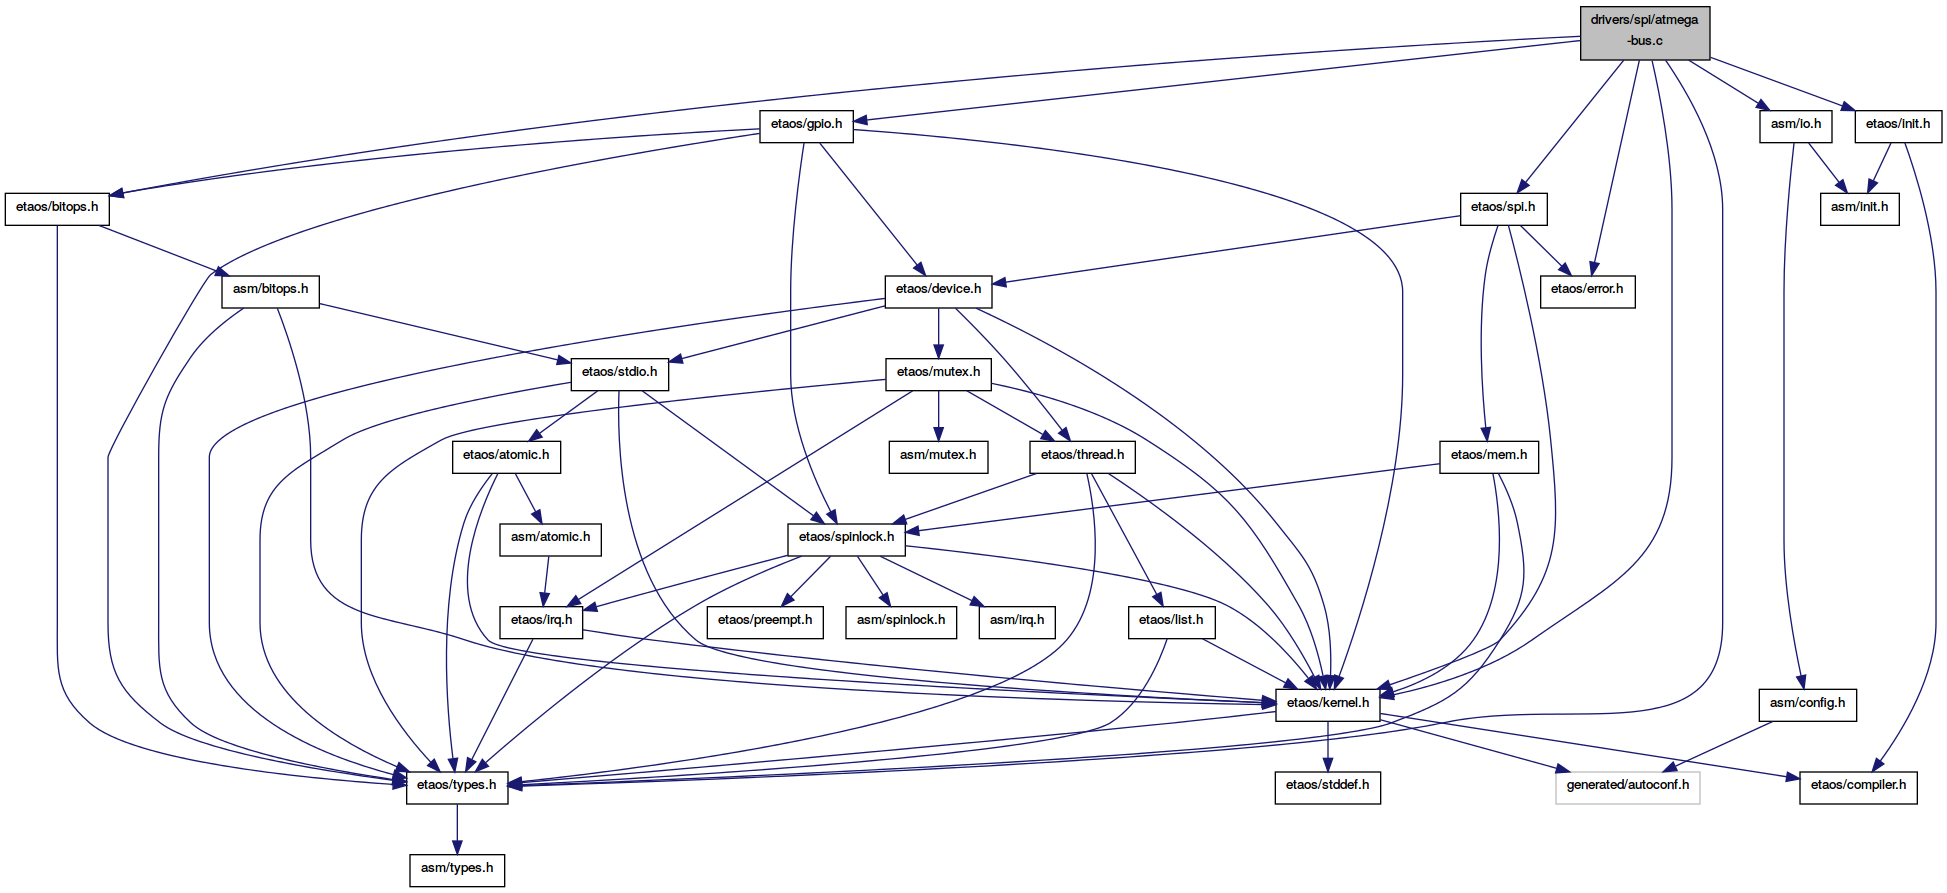 drivers/spi/atmega
-bus.c
etaos/gpio.h
asm/io.h
etaos/init.h
etaos/bitops.h
etaos/spi.h
asm/init.h
asm/bitops.h
etaos/device.h
etaos/error.h
etaos/stdio.h
etaos/mutex.h
etaos/atomic.h
asm/mutex.h
etaos/thread.h
etaos/mem.h
asm/atomic.h
etaos/spinlock.h
etaos/irq.h
etaos/preempt.h
asm/spinlock.h
asm/irq.h
etaos/list.h
etaos/kernel.h
asm/config.h
etaos/types.h
etaos/stddef.h
generated/autoconf.h
etaos/compiler.h
asm/types.h